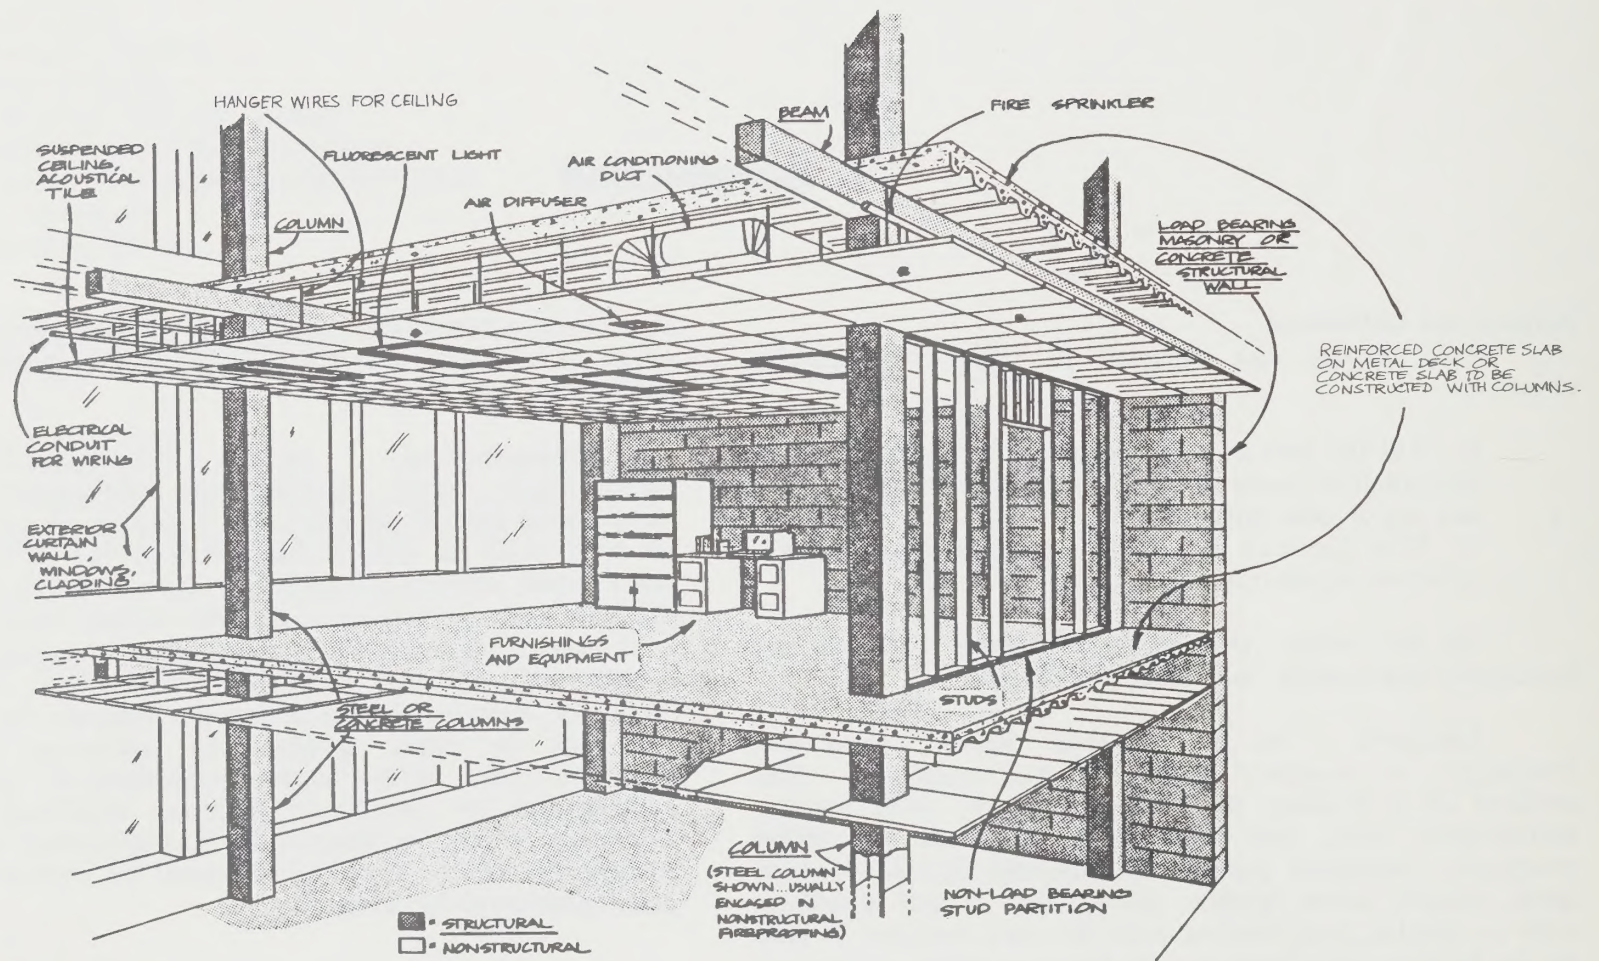 HANGER WIRES FOR CEILING
SUSPENDED
CEILING,
ACOUSTICAL
TILE
FLUORESCENT LIGHT
COLUMN
AIR DIFFUSER
AIR CONDITIONING
DUCT
BEAM
FIRE SPRINKLER
LOAD BEARING
MASONRY OR
CONCRETE
STRUCTURAL
WALL
REINFORCED CONCRETE SLAB
ON METAL DECK OR
CONCRETE SLAB TO BE
CONSTRUCTED WITH COLUMNS.
ELECTRICAL
CONDUIT
FOR WIRING
EXTERIOR
CURTAIN
WALL,
WINDOWS,
CLADDING
FURNISHINGS
AND EQUIPMENT
STUDS
STEEL OR
CONCRETE COLUMNS
COLUMN
(STEEL COLUMN
SHOWN...USUALLY
ENCASED IN
NONSTRUCTURAL
FIREPROOFING)
NON-LOAD BEARING
STUD PARTITION
= STRUCTURAL
= NONSTRUCTURAL